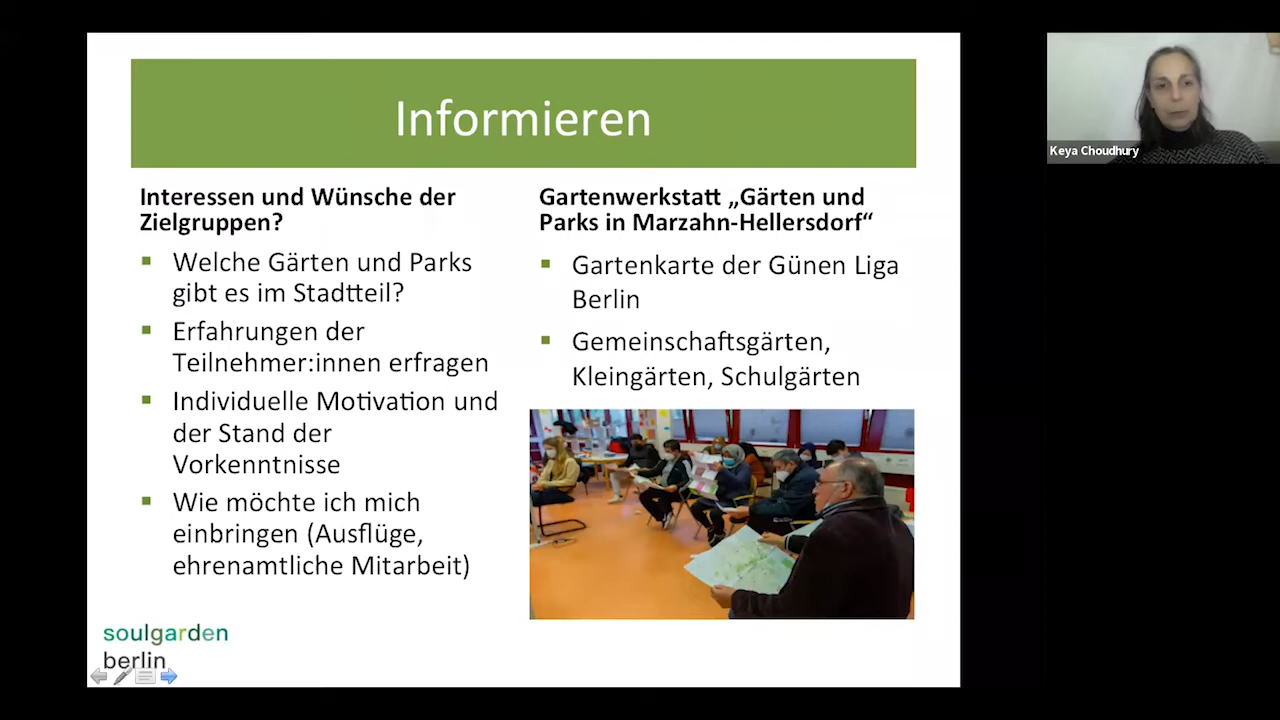 Informieren
Interessen und Wünsche der
Zielgruppen?
Welche Gärten und Parks
gibt es im Stadtteil?
Erfahrungen der
Teilnehmer:innen erfragen
Individuelle Motivation und
der Stand der
Vorkenntnisse
Wie möchte ich mich
einbringen (Ausflüge,
ehrenamtliche Mitarbeit)
Gartenwerkstatt „Gärten und
Parks in Marzahn-Hellersdorf“
Gartenkarte der Günen Liga
Berlin
Gemeinschaftsgärten,
Kleingärten, Schulgärten
soulgarden
berlin
Keya Choudhury